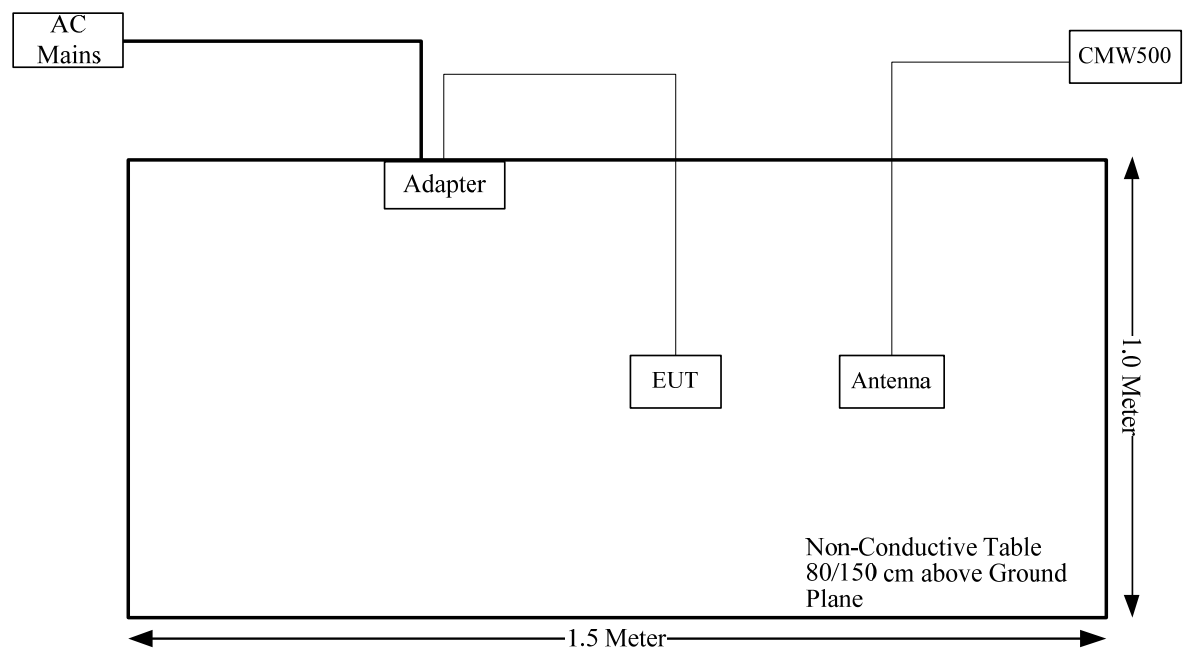 AC
Mains
CMW500
Adapter
EUT
Antenna
1.0 Meter
Non-Conductive Table
80/150 cm above Ground
Plane
1.5 Meter